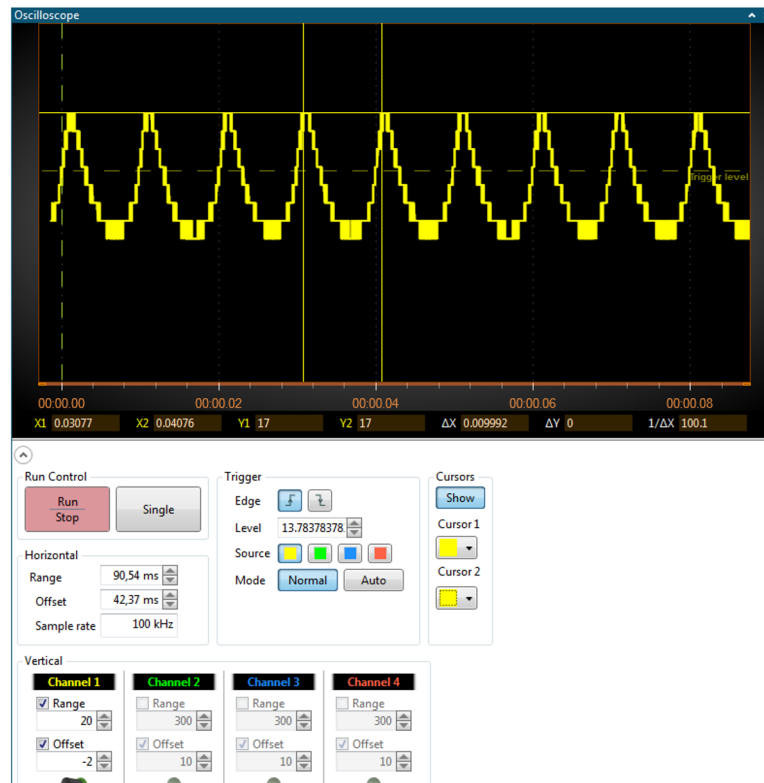 Oscilloscope
Trigger level
00:00.00 00:00.02 00:00.04 00:00.06 00:00.08
X1 0.03077 X2 0.04076 Y1 17 Y2 17 ΔX 0.009992 ΔY 0 1/ΔX 100.1
Run Control Trigger Cursors
Run
Stop
Single
Edge
Show
Level 13.78378378.
Cursor 1
Horizontal
Source
Range 90,54 ms
Mode Normal Auto
Cursor 2
Offset 42,37 ms
Sample rate 100 kHz
Vertical
Channel 1 Channel 2 Channel 3 Channel 4
Range Range Range Range
20 300 300 300
Offset Offset Offset Offset
-2 10 10 10